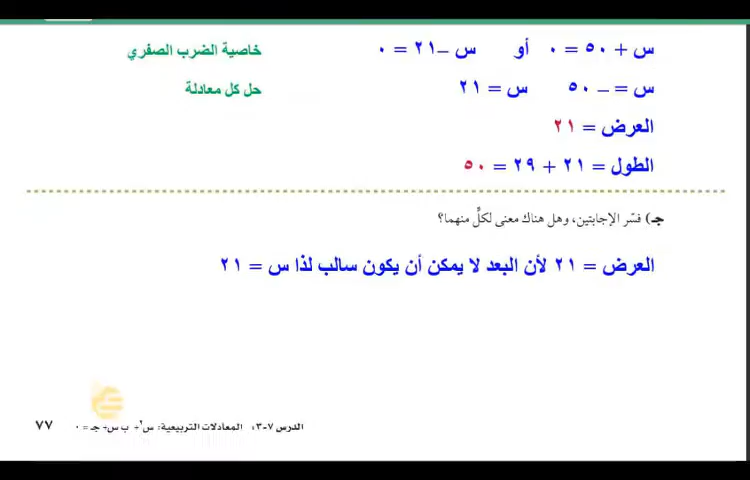 س + ٥٠ = ٠ أو س – ٢١ = ٠ خاصية الضرب الصفري
س = – ٥٠ س = ٢١ حل كل معادلة
العرض = ٢١
الطول = ٢١ + ٢٩ = ٥٠
جـ) فسّر الإجابتين، وهل هناك معنى لكلٍّ منهما؟
العرض = ٢١ لأن البعد لا يمكن أن يكون سالب لذا س = ٢١
الدرس ٧-٣: المعادلات التربيعية: س٢ + ب س + جـ = ٠ ٧٧